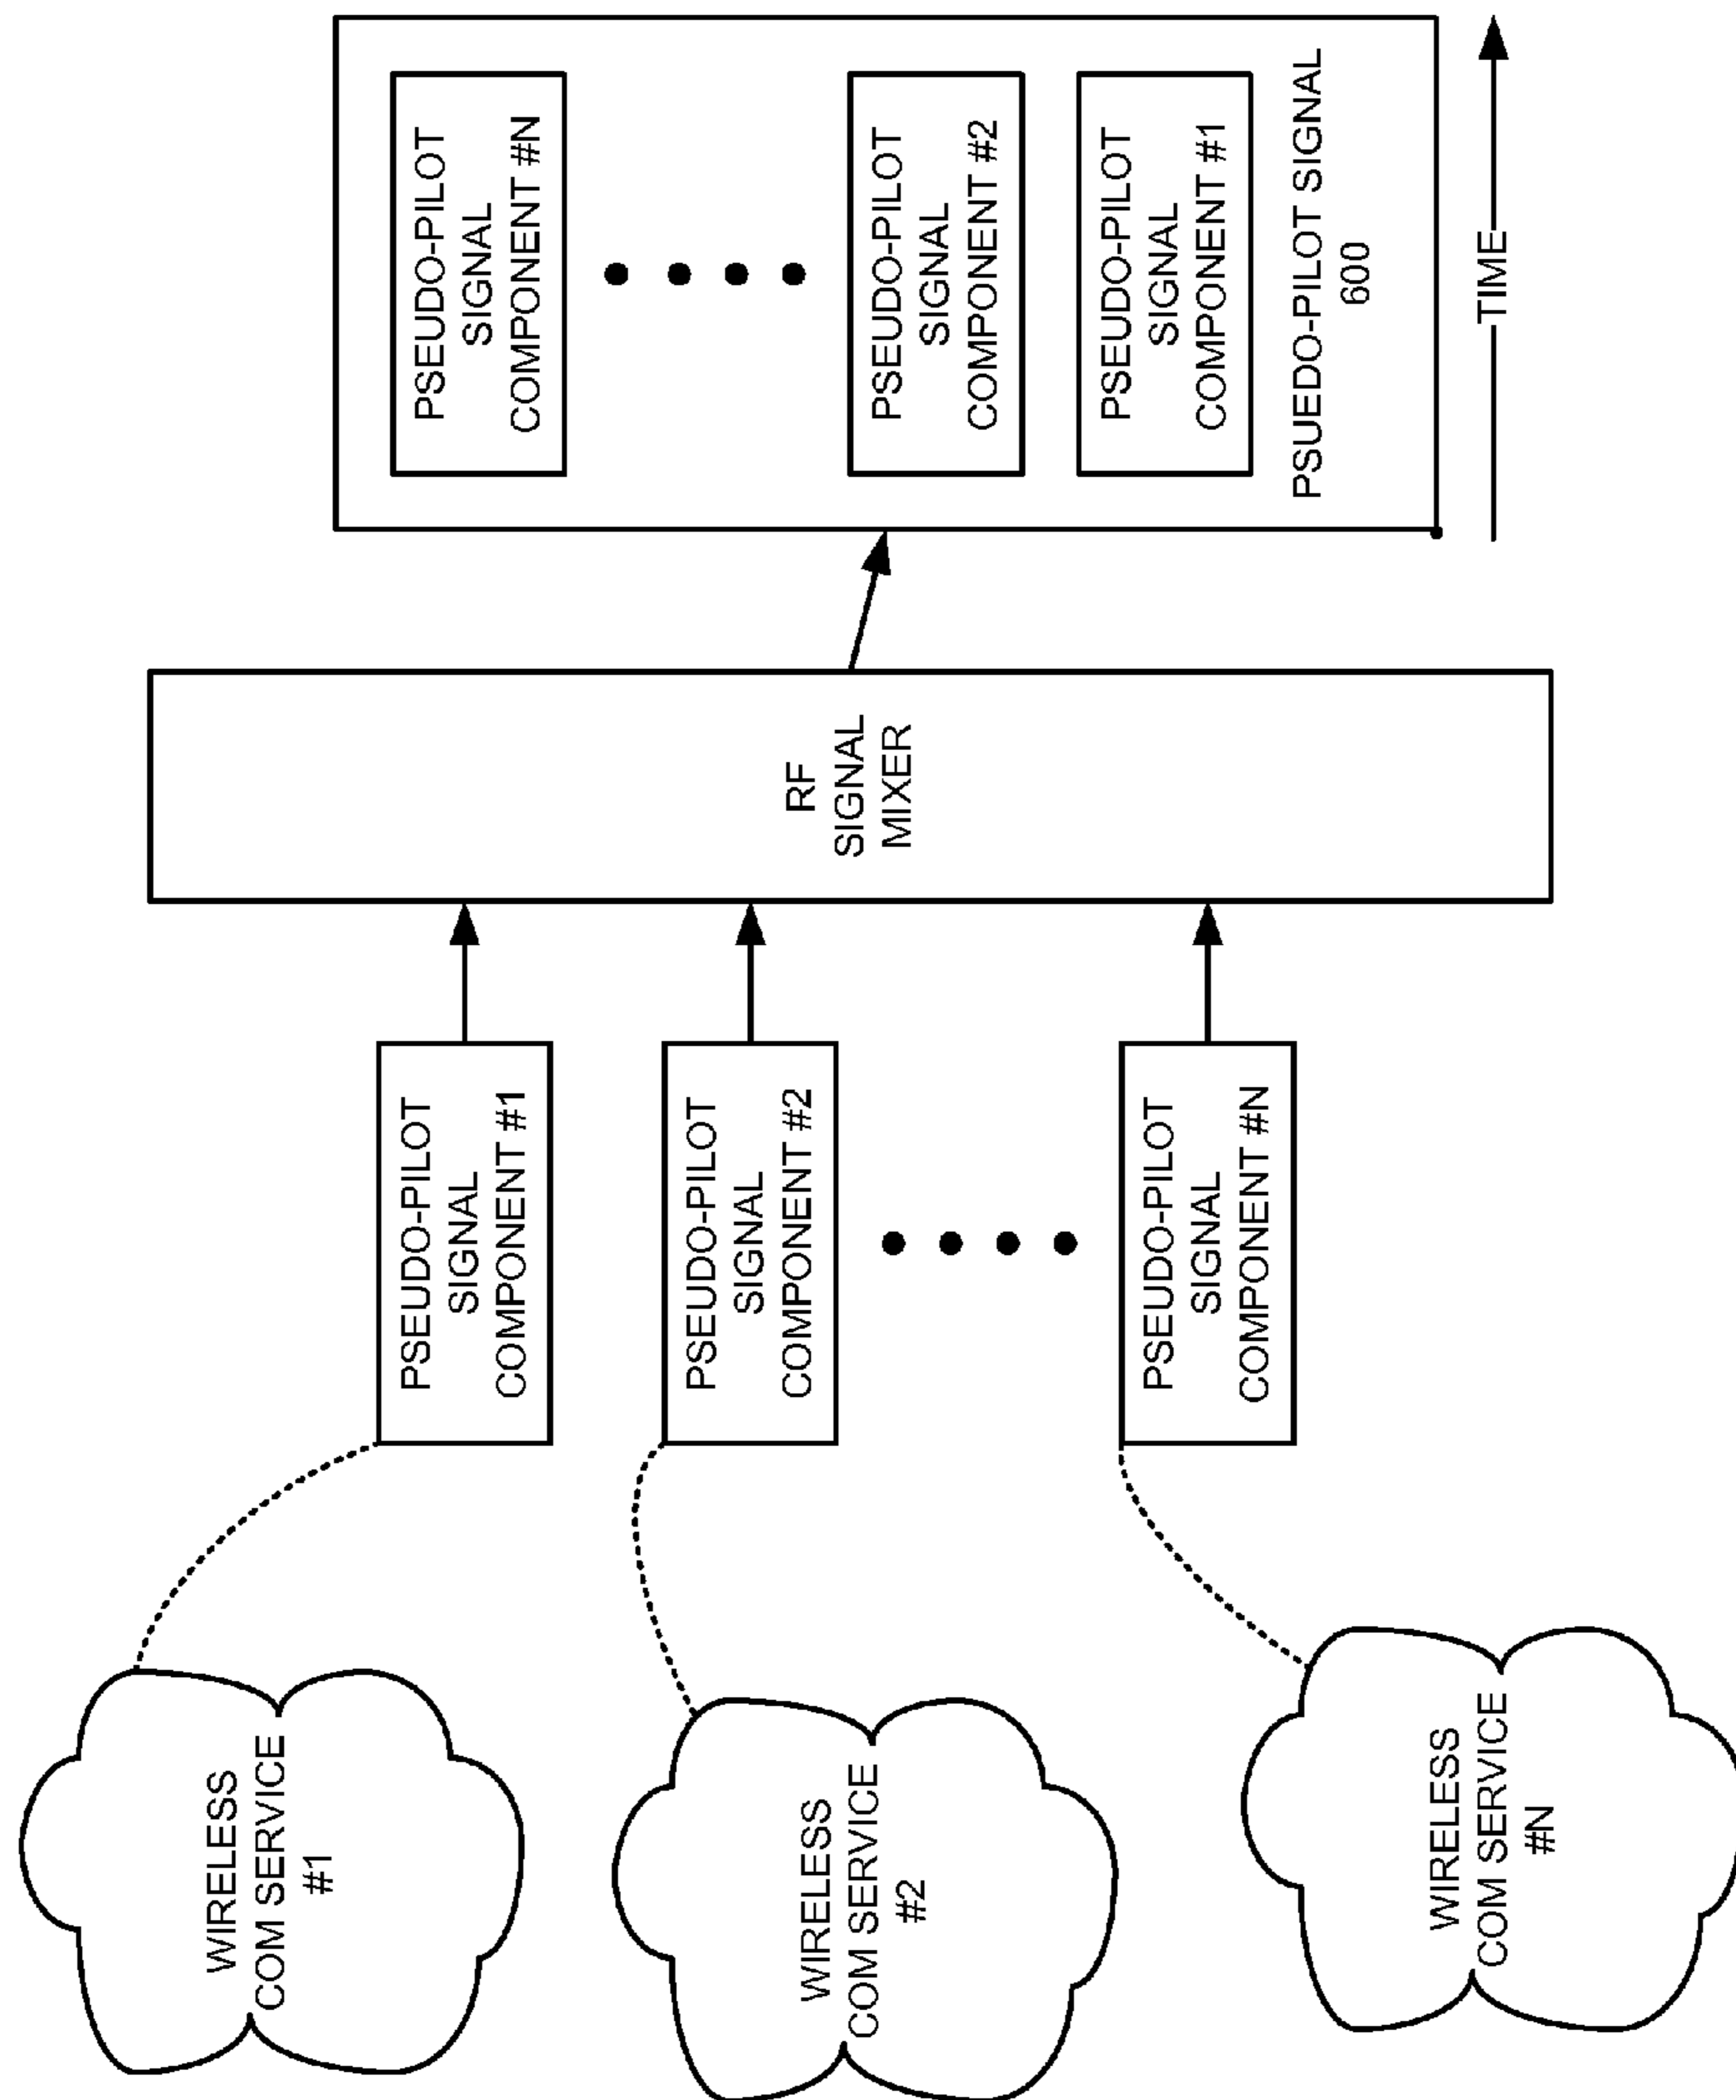 WIRELESS
COM SERVICE
#1
WIRELESS
COM SERVICE
#2
WIRELESS
COM SERVICE
#N
PSEUDO-PILOT
SIGNAL
COMPONENT #1
PSEUDO-PILOT
SIGNAL
COMPONENT #2
PSEUDO-PILOT
SIGNAL
COMPONENT #N
RF
SIGNAL
MIXER
PSEUDO-PILOT
SIGNAL
COMPONENT #N
PSEUDO-PILOT
SIGNAL
COMPONENT #2
PSEUDO-PILOT
SIGNAL
COMPONENT #1
PSUEDO-PILOT SIGNAL
600
TIME